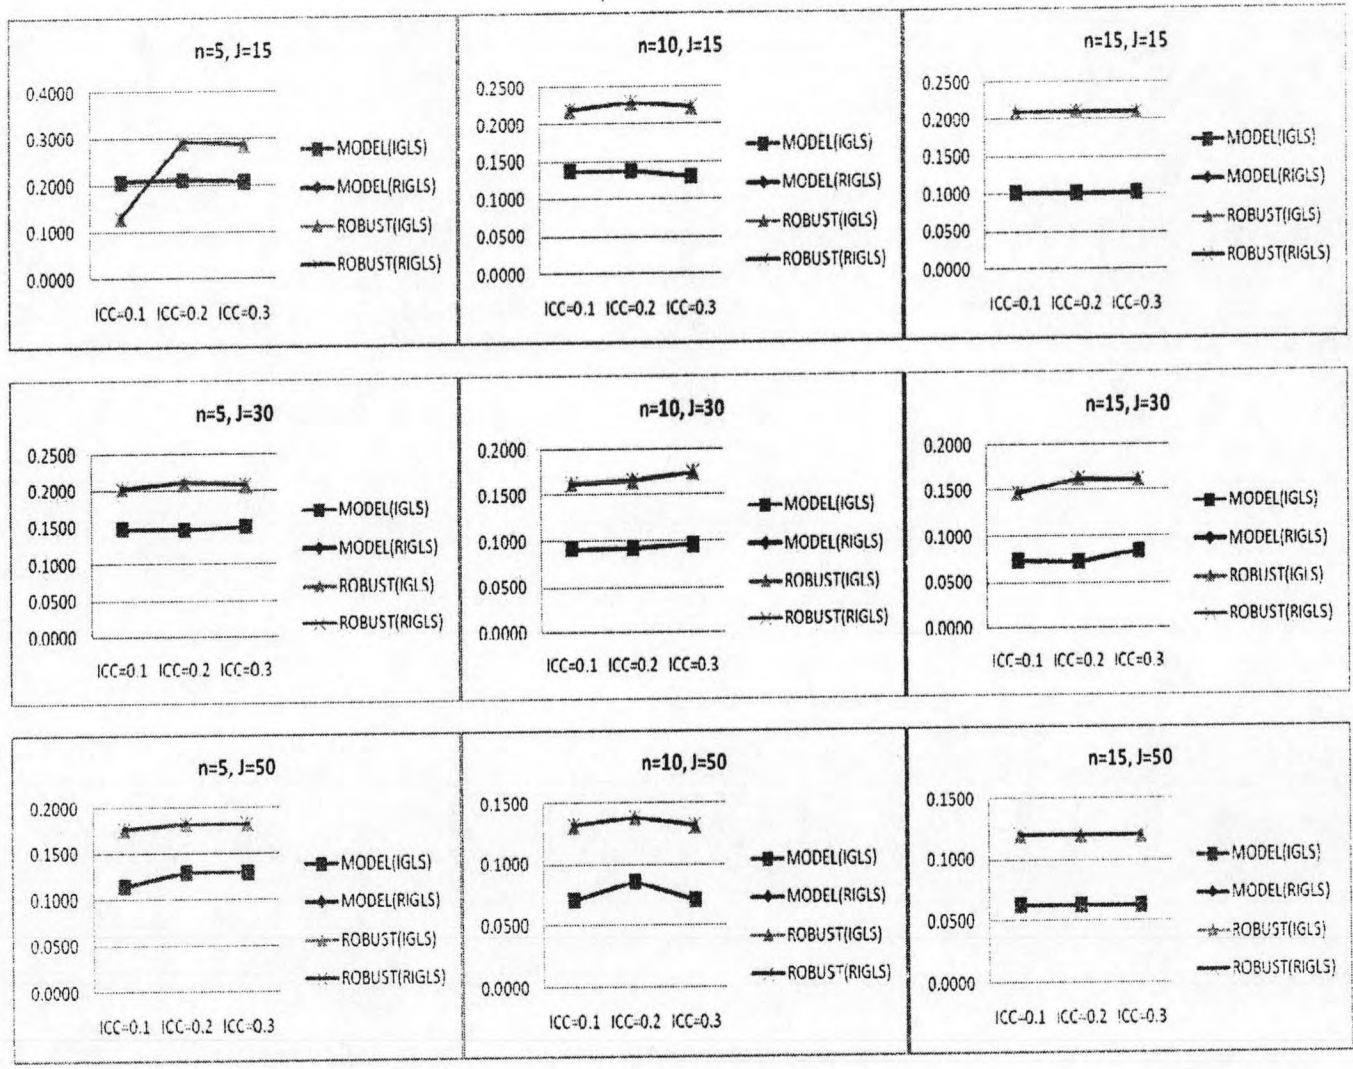 n=5, J=15
0.4000
0.3000
0.2000
0.1000
0.0000
ICC=0.1 ICC=0.2 ICC=0.3
MODEL(IGLS)
MODEL(RIGLS)
ROBUST(IGLS)
ROBUST(RIGLS)
n=10, J=15
0.2500
0.2000
0.1500
0.1000
0.0500
0.0000
ICC=0.1 ICC=0.2 ICC=0.3
MODEL(IGLS)
MODEL(RIGLS)
ROBUST(IGLS)
ROBUST(RIGLS)
n=15, J=15
0.2500
0.2000
0.1500
0.1000
0.0500
0.0000
ICC=0.1 ICC=0.2 ICC=0.3
MODEL(IGLS)
MODEL(RIGLS)
ROBUST(IGLS)
ROBUST(RIGLS)
n=5, J=30
0.2500
0.2000
0.1500
0.1000
0.0500
0.0000
ICC=0.1 ICC=0.2 ICC=0.3
MODEL(IGLS)
MODEL(RIGLS)
ROBUST(IGLS)
ROBUST(RIGLS)
n=10, J=30
0.2000
0.1500
0.1000
0.0500
0.0000
ICC=0.1 ICC=0.2 ICC=0.3
MODEL(IGLS)
MODEL(RIGLS)
ROBUST(IGLS)
ROBUST(RIGLS)
n=15, J=30
0.2000
0.1500
0.1000
0.0500
0.0000
ICC=0.1 ICC=0.2 ICC=0.3
MODEL(IGLS)
MODEL(RIGLS)
ROBUST(IGLS)
ROBUST(RIGLS)
n=5, J=50
0.2000
0.1500
0.1000
0.0500
0.0000
ICC=0.1 ICC=0.2 ICC=0.3
MODEL(IGLS)
MODEL(RIGLS)
ROBUST(IGLS)
ROBUST(RIGLS)
n=10, J=50
0.1500
0.1000
0.0500
0.0000
ICC=0.1 ICC=0.2 ICC=0.3
MODEL(IGLS)
MODEL(RIGLS)
ROBUST(IGLS)
ROBUST(RIGLS)
n=15, J=50
0.1500
0.1000
0.0500
0.0000
ICC=0.1 ICC=0.2 ICC=0.3
MODEL(IGLS)
MODEL(RIGLS)
ROBUST(IGLS)
ROBUST(RIGLS)